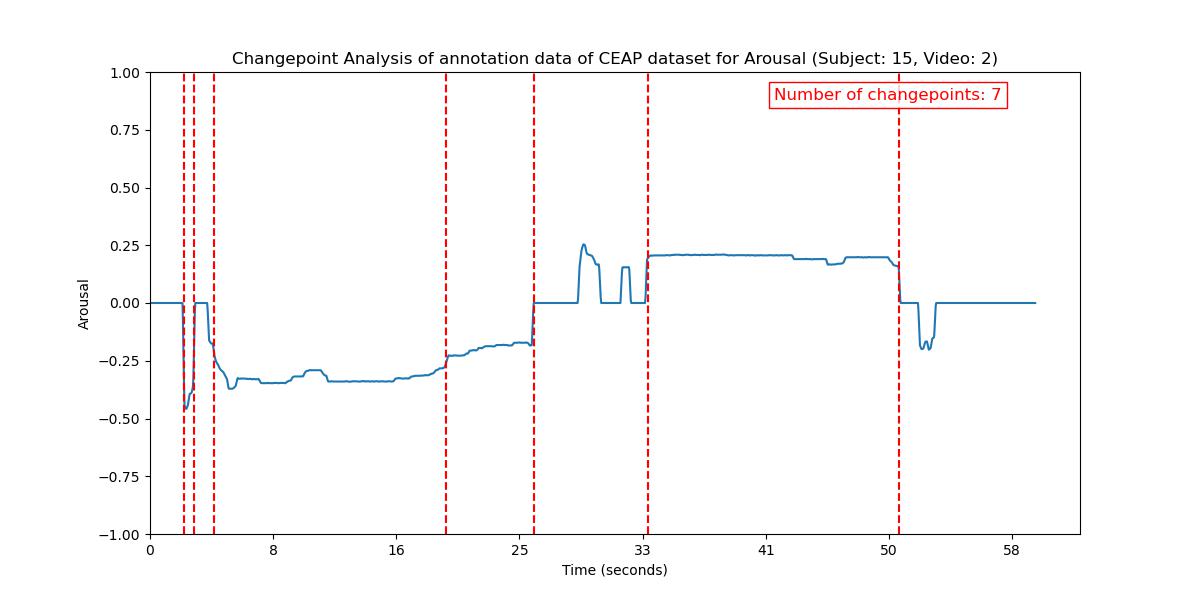 Changepoint Analysis of annotation data of CEAP dataset for Arousal (Subject: 15, Video: 2)
Number of changepoints: 7
1.00
0.75
0.50
0.25
0.00
−0.25
−0.50
−0.75
−1.00
Arousal
0 8 16 25 33 41 50 58
Time (seconds)